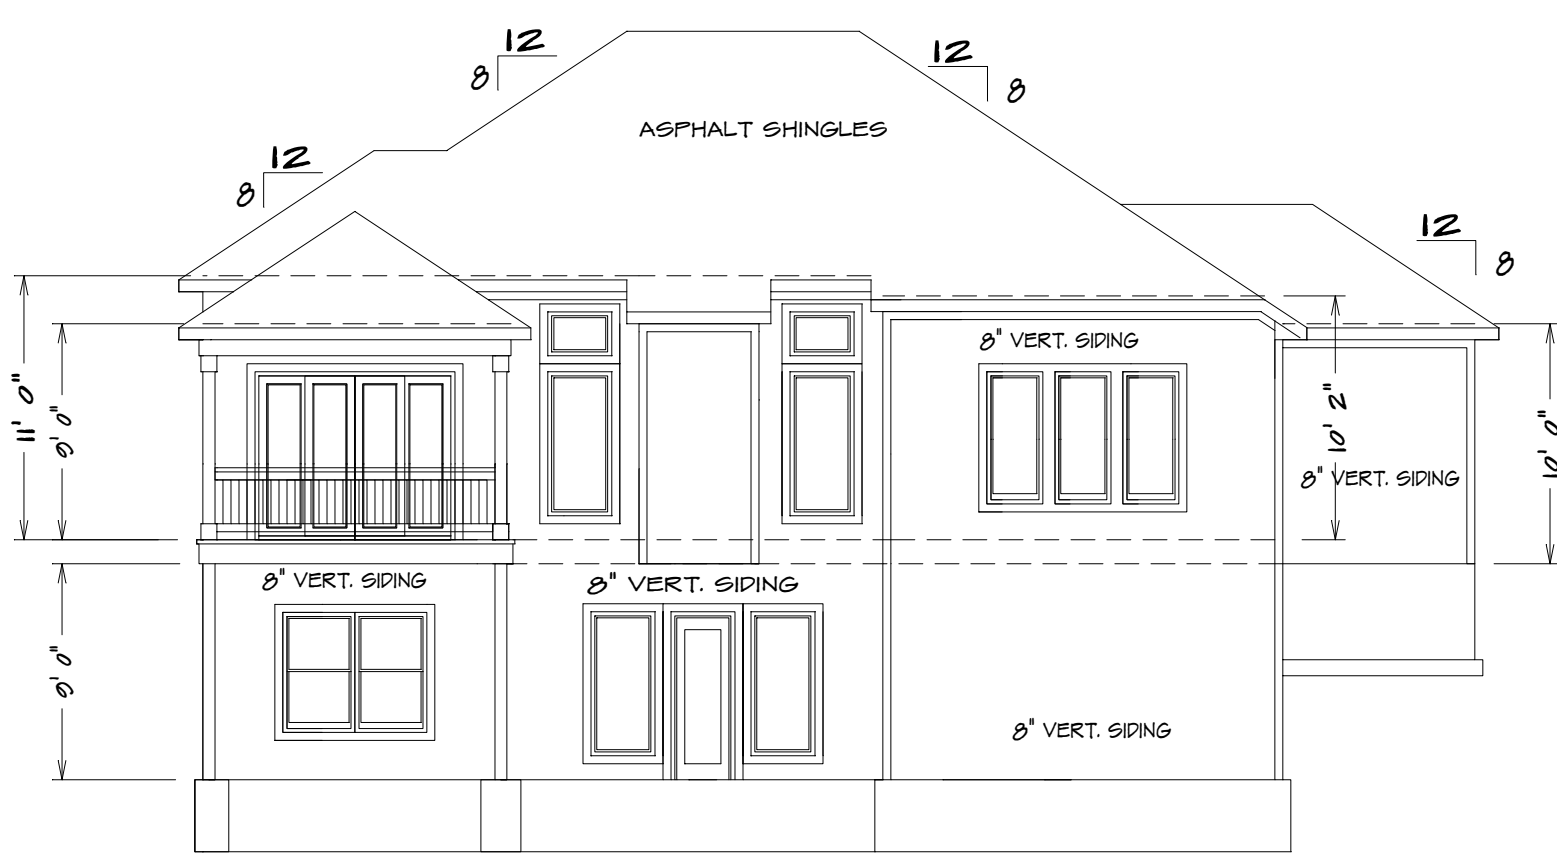 12
8
12
8
ASPHALT SHINGLES
12
8
12
8
8" VERT. SIDING
11' 0"
9' 0"
10' 2"
10' 0"
8" VERT. SIDING
8" VERT. SIDING
8" VERT. SIDING
9' 0"
8" VERT. SIDING